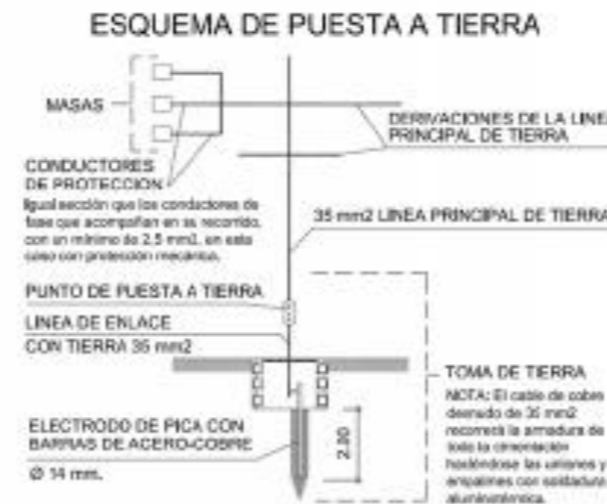 ESQUEMA DE PUESTA A TIERRA
MASAS
DERIVACIONES DE LA LINEA
PRINCIPAL DE TIERRA
CONDUCTORES
DE PROTECCION
Igual sección que los conductores de
fase que acompañan en su recorrido,
con un mínimo de 2,5 mm2, en este
caso con protección mecánica.
35 mm2 LINEA PRINCIPAL DE TIERRA
PUNTO DE PUESTA A TIERRA
LINEA DE ENLACE
CON TIERRA 35 mm2
TOMA DE TIERRA
NOTA: El cable de cobre
desnudo de 35 mm2
recorrerá la armadura de
toda la cimentación
haciéndose las uniones y
empalmes con soldadura
aluminotérmica.
ELECTRODO DE PICA CON
BARRAS DE ACERO-COBRE
Ø 14 mm.
2.00